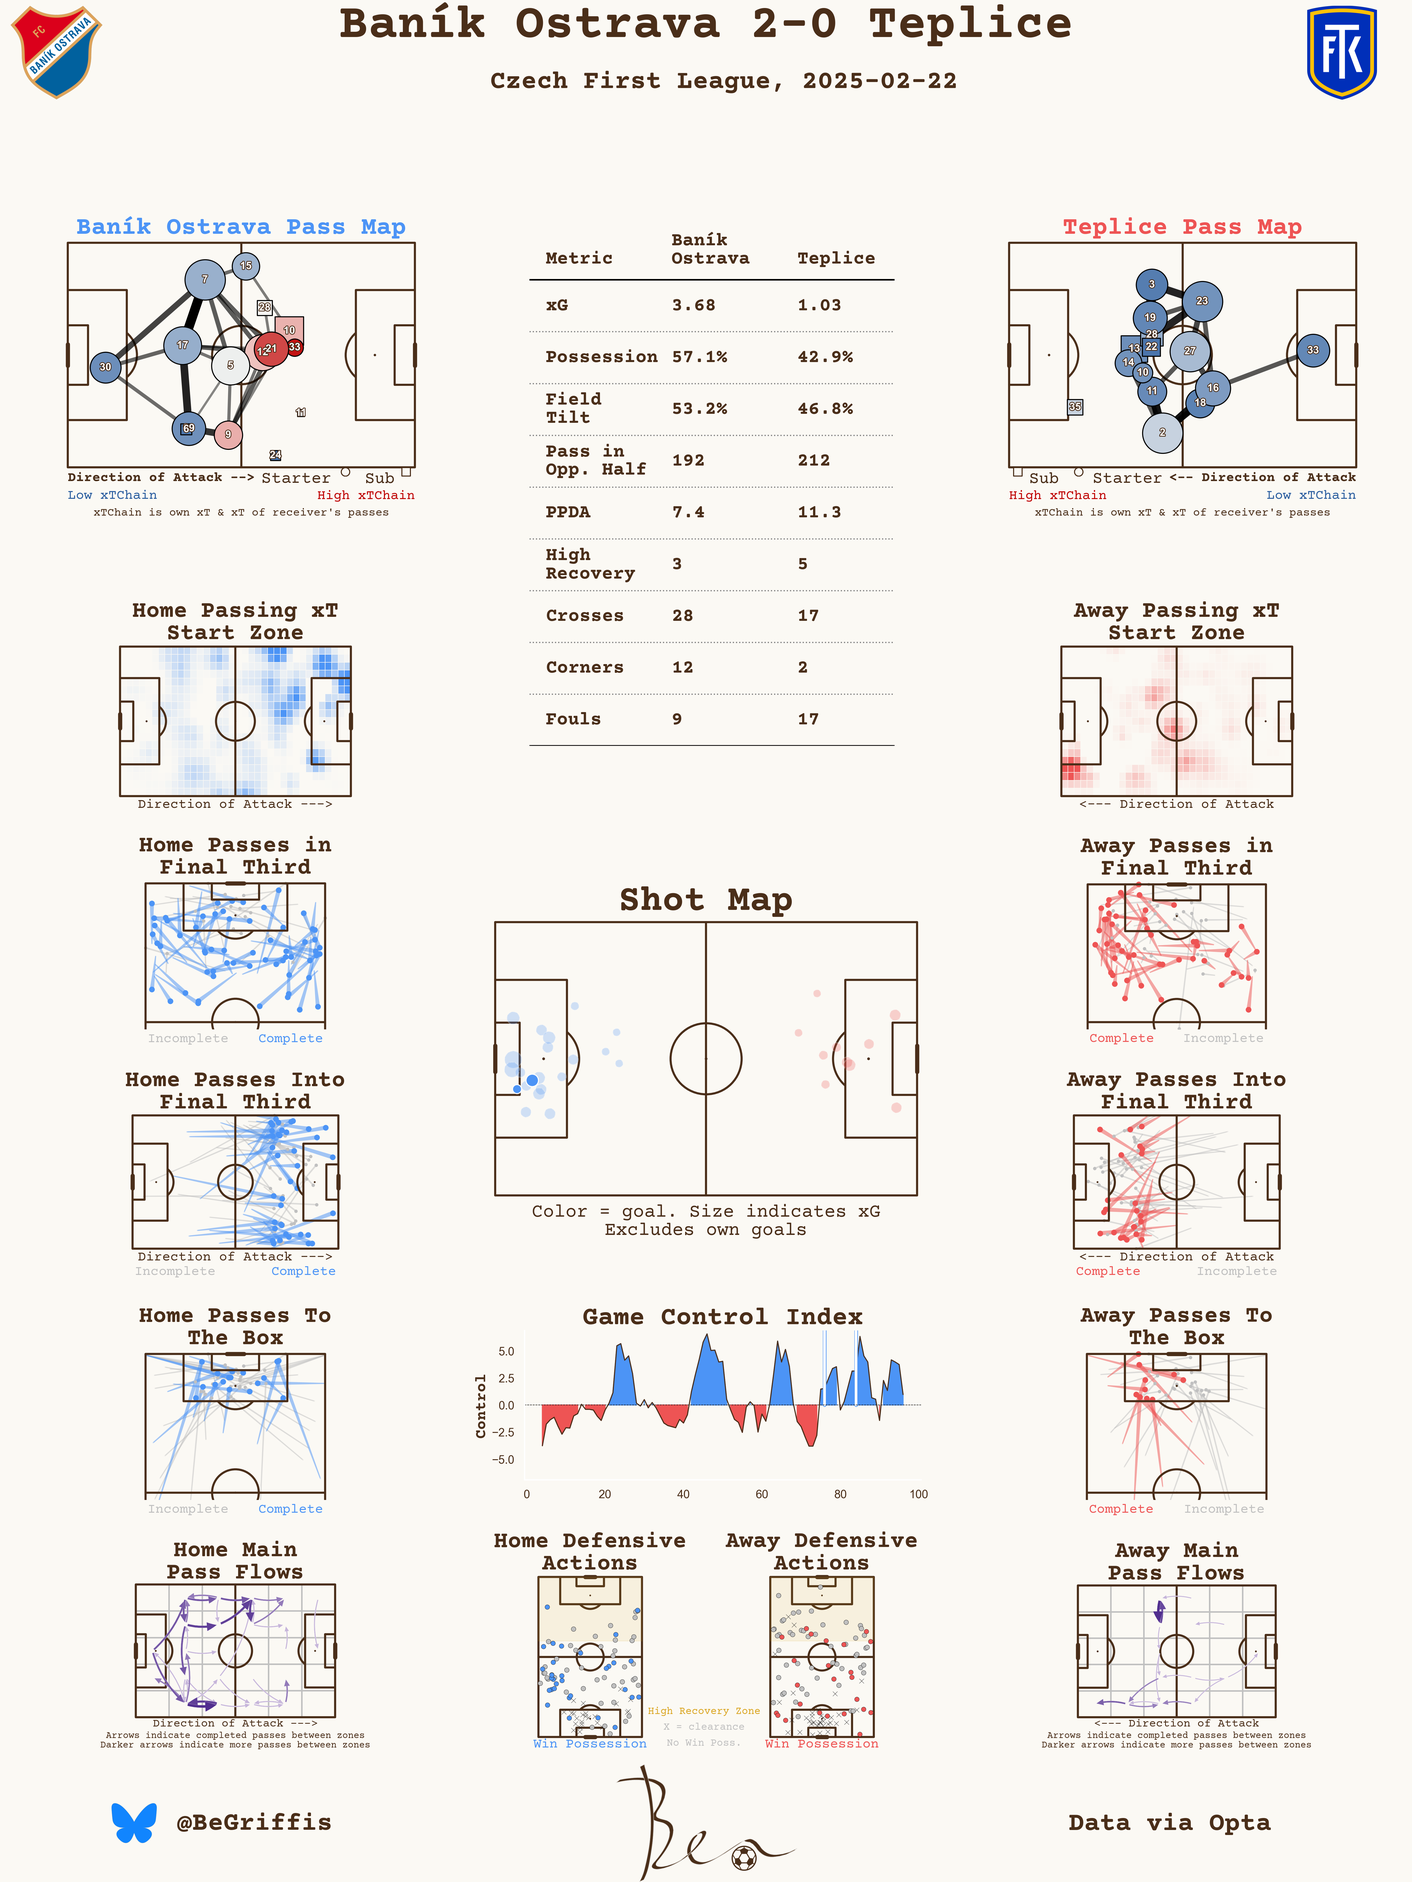 Baník Ostrava 2-0 Teplice
Czech First League, 2025-02-22
FC
BANÍK OSTRAVA
FTK
Baník Ostrava Pass Map
7
15
28
10
17
12
21
33
30
5
11
6
9
9
24
Direction of Attack --> Starter Sub
Low xTChain High xTChain
xTChain is own xT & xT of receiver's passes
Metric Baník Ostrava Teplice
xG 3.68 1.03
Possession 57.1% 42.9%
Field Tilt 53.2% 46.8%
Pass in Opp. Half 192 212
PPDA 7.4 11.3
High Recovery 3 5
Crosses 28 17
Corners 12 2
Fouls 9 17
Teplice Pass Map
3
23
19
28
13
22
27
33
14
10
11
16
18
35
2
Sub Starter <-- Direction of Attack
High xTChain Low xTChain
xTChain is own xT & xT of receiver's passes
Home Passing xT
Start Zone
Direction of Attack --->
Away Passing xT
Start Zone
<--- Direction of Attack
Home Passes in
Final Third
Incomplete Complete
Away Passes in
Final Third
Complete Incomplete
Shot Map
Color = goal. Size indicates xG
Excludes own goals
Home Passes Into
Final Third
Direction of Attack --->
Incomplete Complete
Away Passes Into
Final Third
<--- Direction of Attack
Complete Incomplete
Home Passes To
The Box
Incomplete Complete
Game Control Index
Control
5.0
2.5
0.0
−2.5
−5.0
0 20 40 60 80 100
Away Passes To
The Box
Complete Incomplete
Home Main
Pass Flows
Direction of Attack --->
Arrows indicate completed passes between zones
Darker arrows indicate more passes between zones
Home Defensive
Actions
Win Possession
Away Defensive
Actions
Win Possession
High Recovery Zone
X = clearance
No Win Poss.
Away Main
Pass Flows
<--- Direction of Attack
Arrows indicate completed passes between zones
Darker arrows indicate more passes between zones
@BeGriffis
Ben
Data via Opta